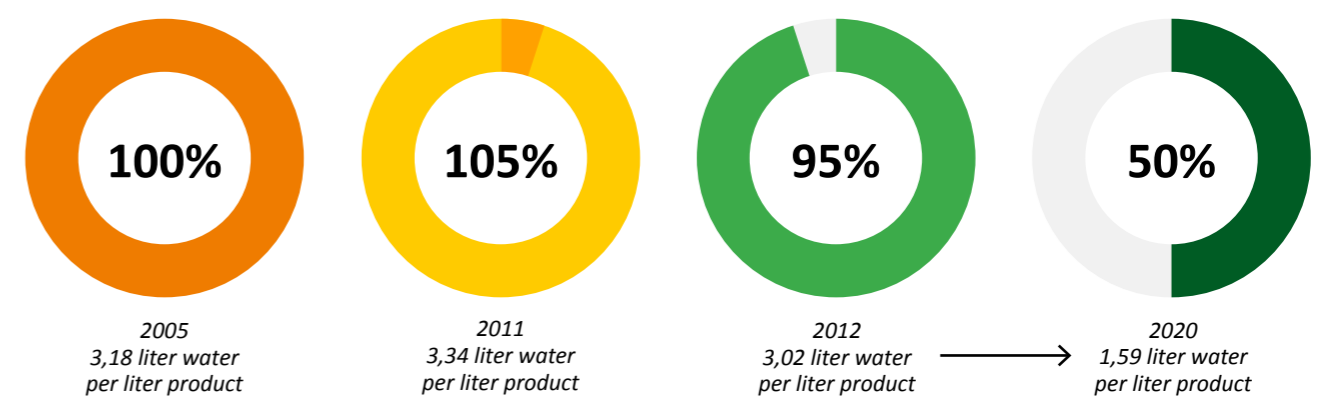 100%
105%
95%
50%
2005
3,18 liter water
per liter product
2011
3,34 liter water
per liter product
2012
3,02 liter water
per liter product
2020
1,59 liter water
per liter product